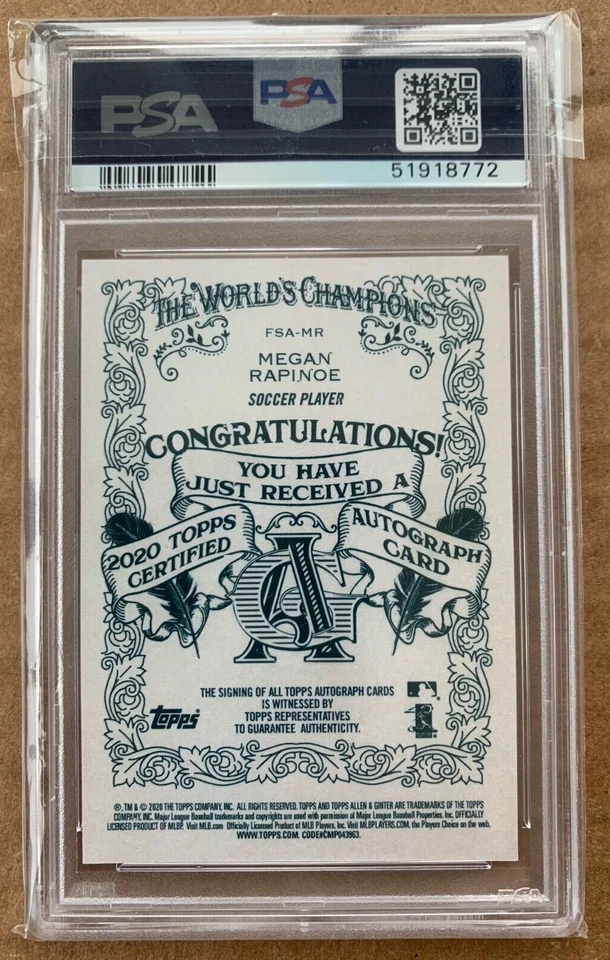 PSA PSA
51918772
THE WORLD'S CHAMPIONS
FSA-MR
MEGAN
RAPINOE
SOCCER PLAYER
CONGRATULATIONS!
YOU HAVE
JUST RECEIVED A
2020 TOPPS
CERTIFIED
AUTOGRAPH
CARD
AG
THE SIGNING OF ALL TOPPS AUTOGRAPH CARDS
IS WITNESSED BY
TOPPS REPRESENTATIVES
TO GUARANTEE AUTHENTICITY.
Topps
®, TM & © 2020 THE TOPPS COMPANY, INC. ALL RIGHTS RESERVED. TOPPS AND TOPPS ALLEN & GINTER ARE TRADEMARKS OF THE TOPPS
COMPANY, INC. Major League Baseball trademarks and copyrights are used with permission of Major League Baseball Properties, Inc. OFFICIALLY
LICENSED PRODUCT OF MLBP. Visit MLB.com Officially Licensed Product of MLB Players, Inc. Visit MLBPLAYERS.COM, the Players Choice on the web.
WWW.TOPPS.COM. CODE#CMP043963.
PSA